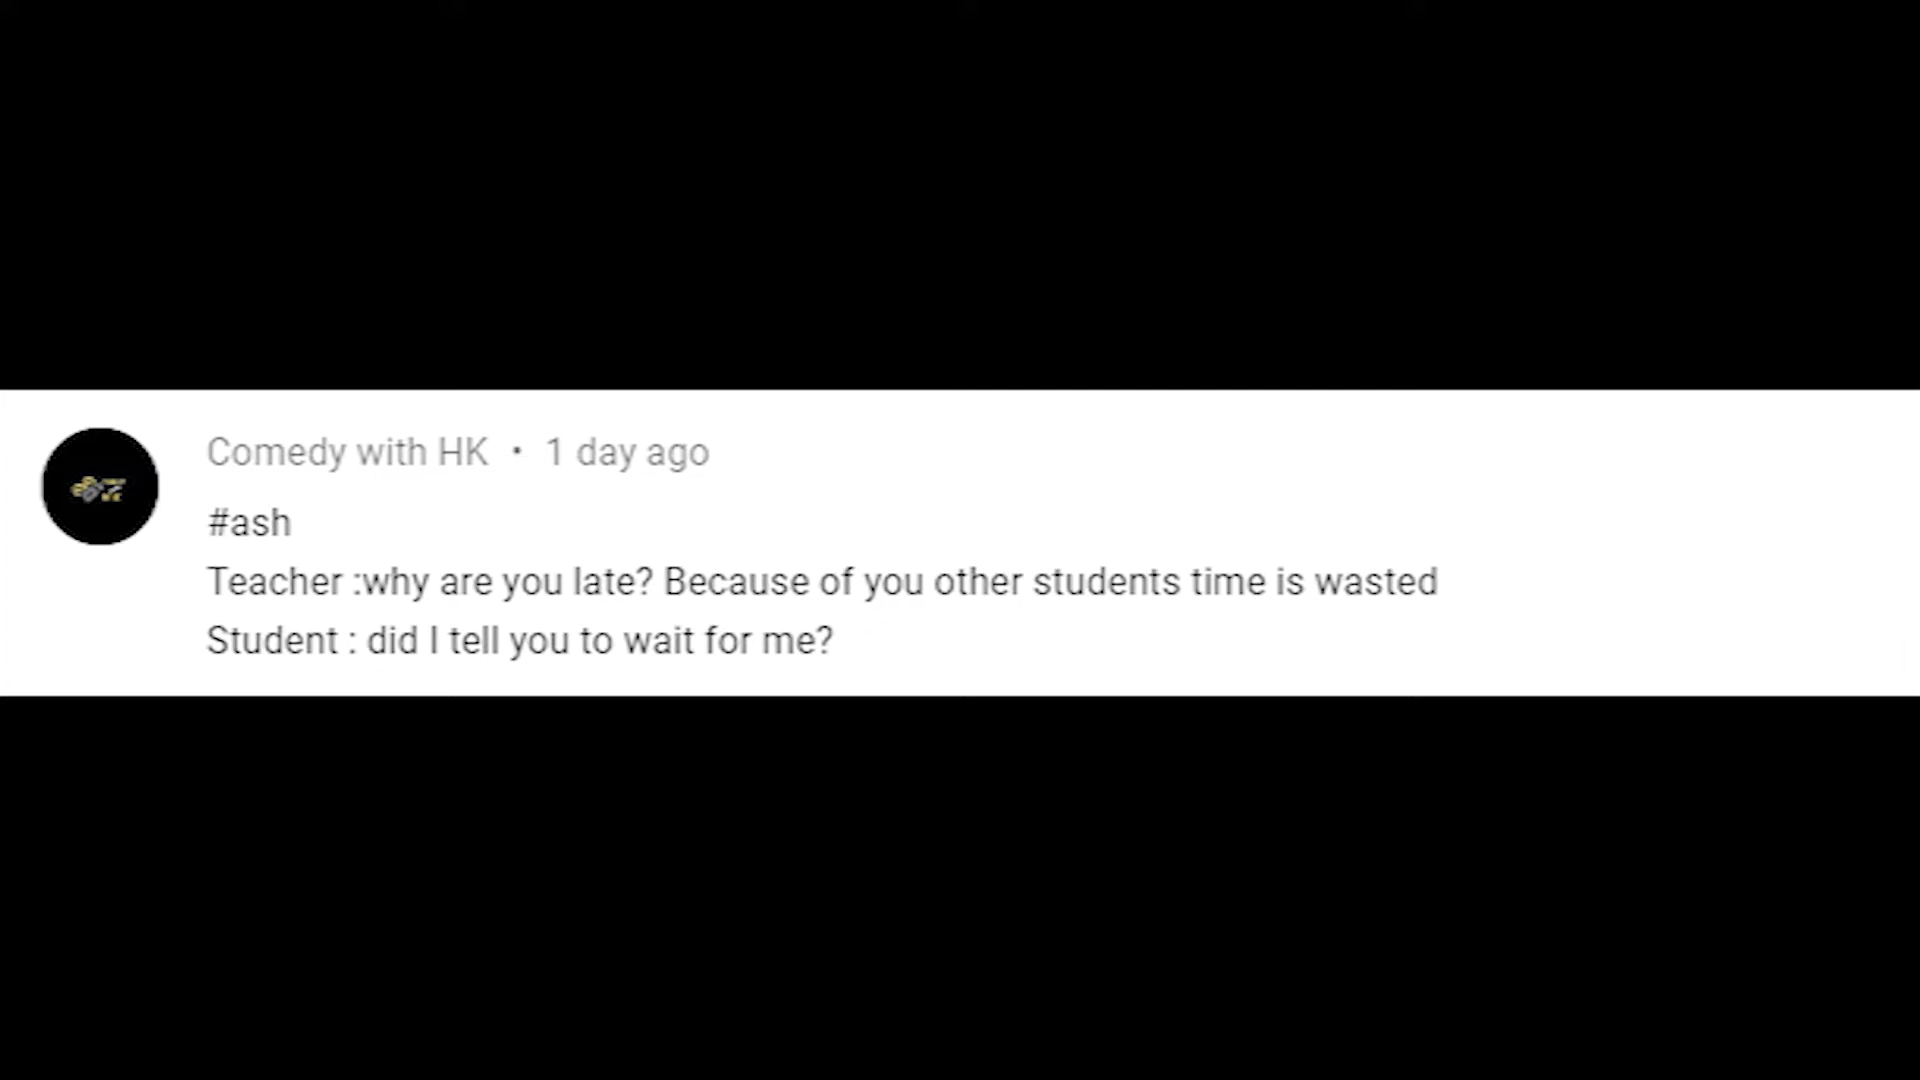 Comedy with HK • 1 day ago
#ash
Teacher :why are you late? Because of you other students time is wasted
Student : did I tell you to wait for me?